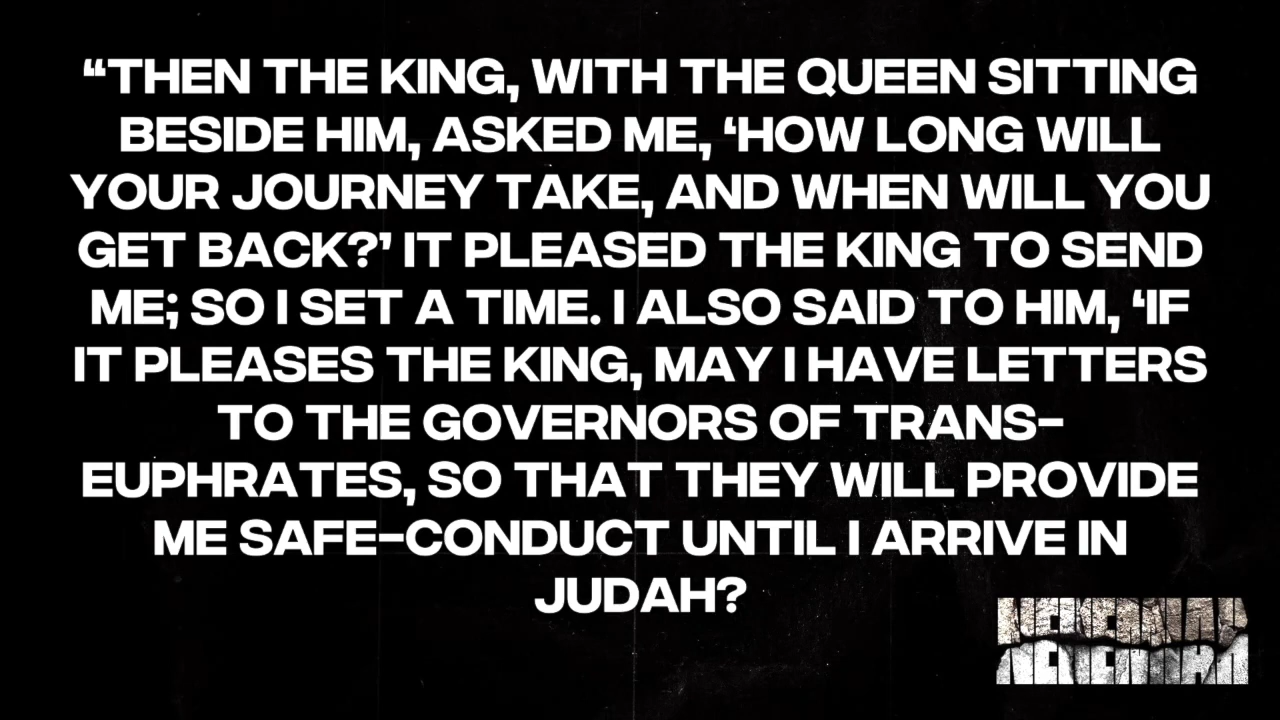 “THEN THE KING, WITH THE QUEEN SITTING
BESIDE HIM, ASKED ME, ‘HOW LONG WILL
YOUR JOURNEY TAKE, AND WHEN WILL YOU
GET BACK?’ IT PLEASED THE KING TO SEND
ME; SO I SET A TIME. I ALSO SAID TO HIM, ‘IF
IT PLEASES THE KING, MAY I HAVE LETTERS
TO THE GOVERNORS OF TRANS-
EUPHRATES, SO THAT THEY WILL PROVIDE
ME SAFE-CONDUCT UNTIL I ARRIVE IN
JUDAH?
NEHEMIAH